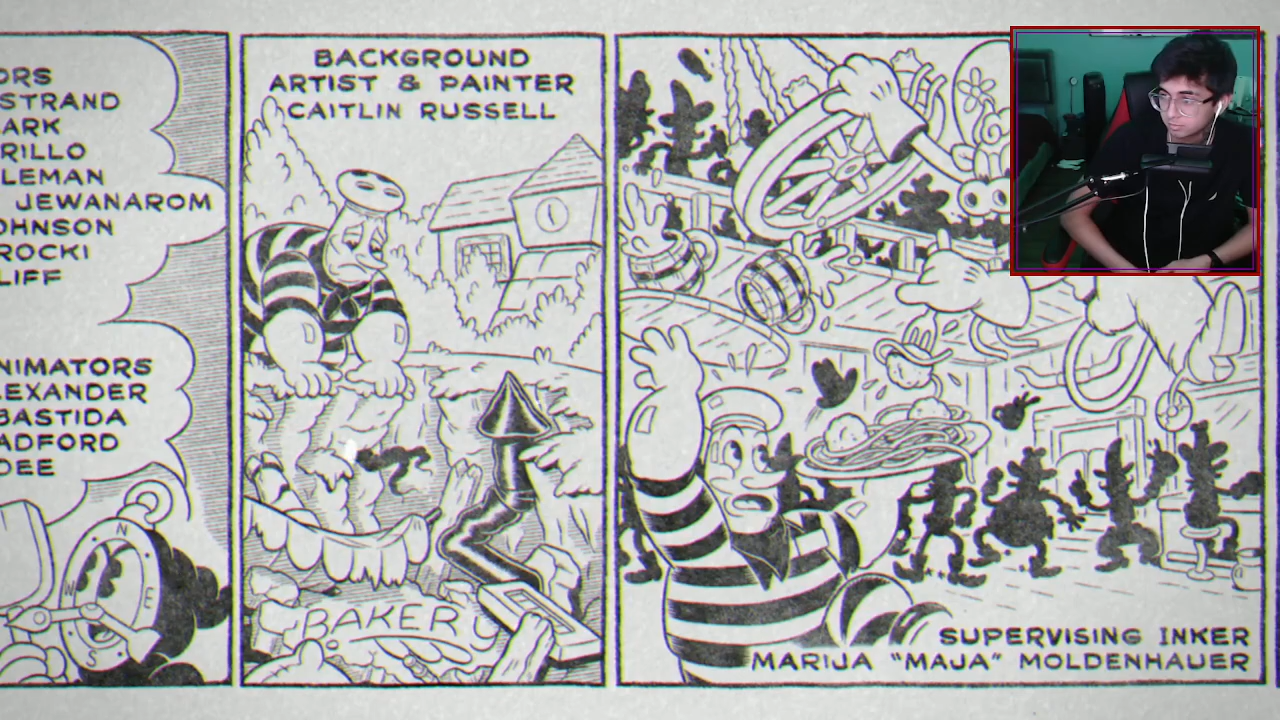 ORS
STRAND
ARK
RILLO
LEMAN
JEWANAROM
OHNSON
ROCKI
LIFF
NIMATORS
EXANDER
BASTIDA
ADFORD
DEE
N
E
S
W
BACKGROUND
ARTIST & PAINTER
CAITLIN RUSSELL
BAKERY
SUPERVISING INKER
MARIJA "MAJA" MOLDENHAUER